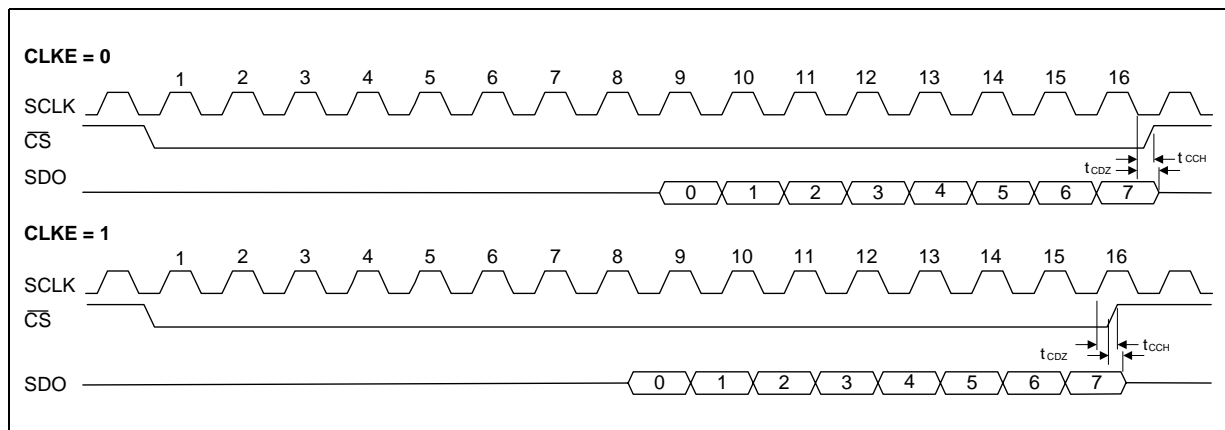 CLKE = 0
1 2 3 4 5 6 7 8 9 10 11 12 13 14 15 16
SCLK
CS
tCDZ tCCH
SDO
0 1 2 3 4 5 6 7
CLKE = 1
1 2 3 4 5 6 7 8 9 10 11 12 13 14 15 16
SCLK
CS
tCDZ tCCH
SDO
0 1 2 3 4 5 6 7